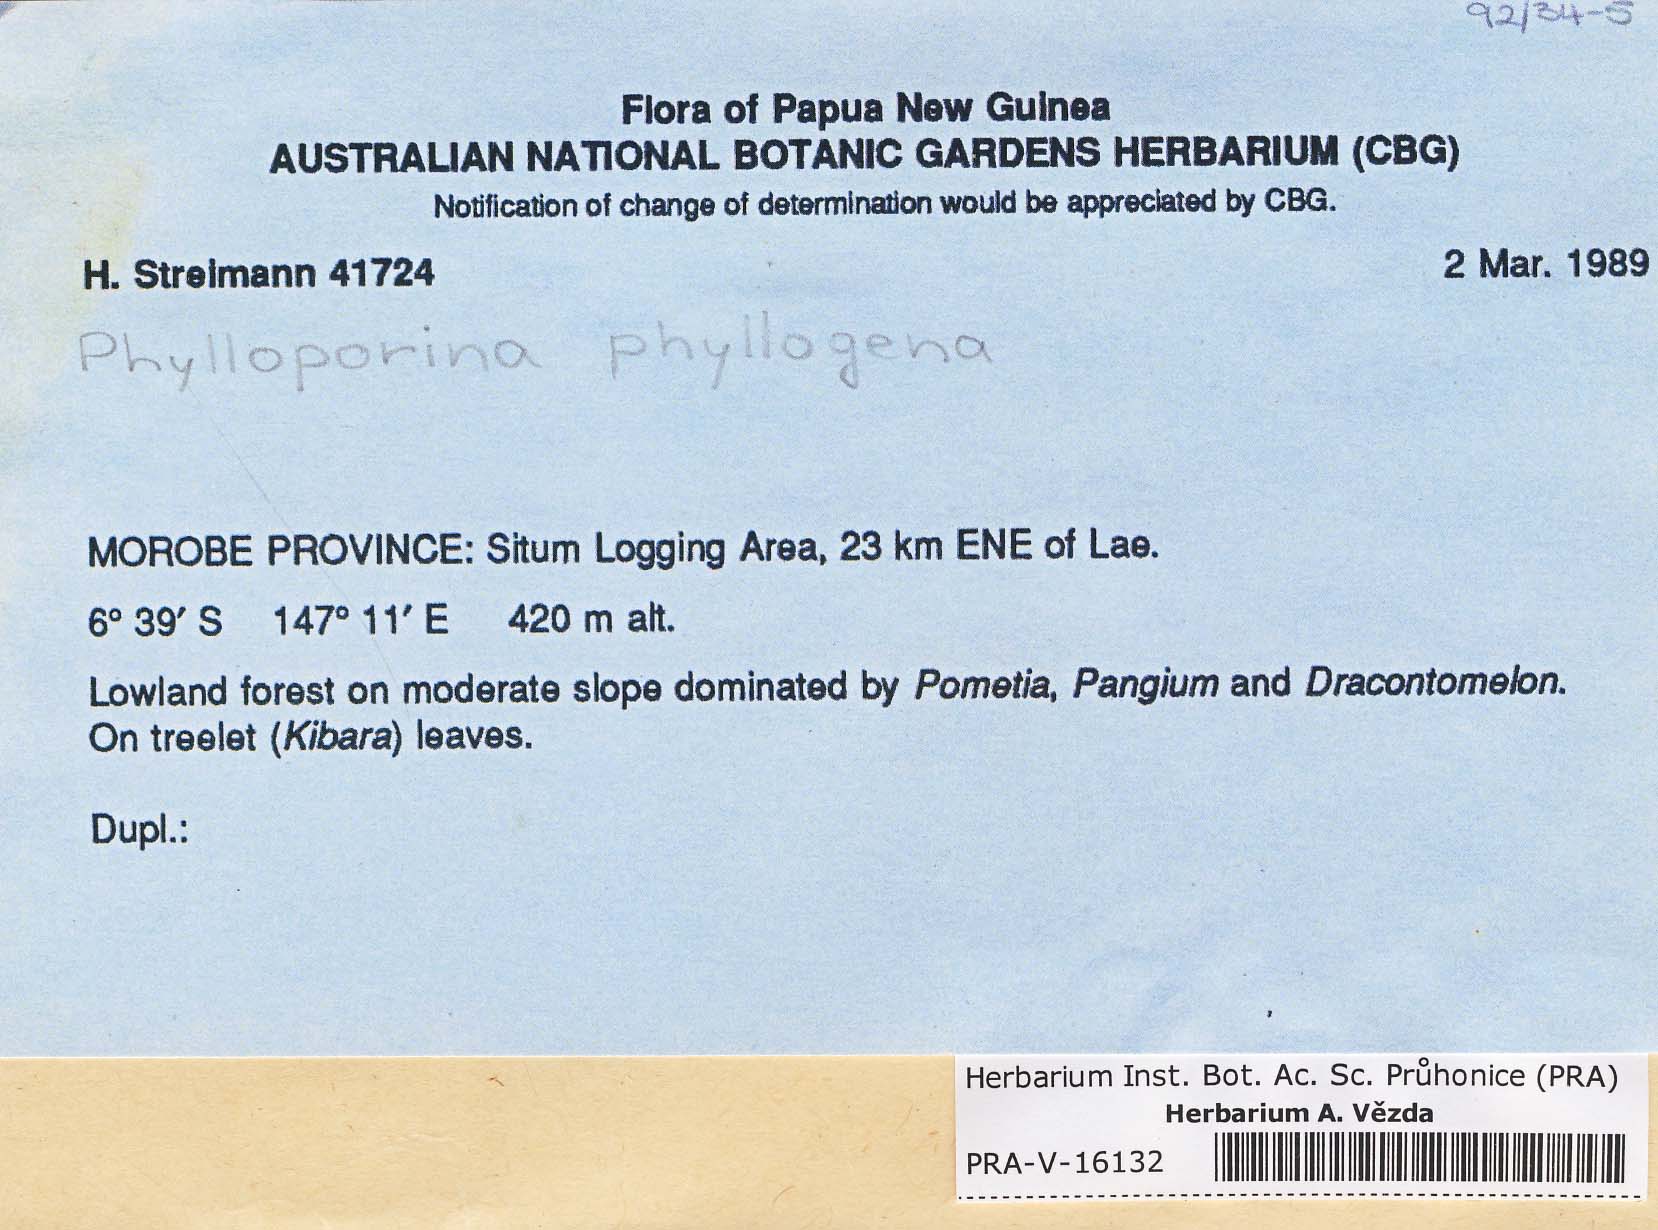 92/34-5
Flora of Papua New Guinea
AUSTRALIAN NATIONAL BOTANIC GARDENS HERBARIUM (CBG)
Notification of change of determination would be appreciated by CBG.
H. Streimann 41724 2 Mar. 1989
Phylloporina phyllogena
MOROBE PROVINCE: Situm Logging Area, 23 km ENE of Lae.
6° 39′ S 147° 11′ E 420 m alt.
Lowland forest on moderate slope dominated by Pometia, Pangium and Dracontomelon.
On treelet (Kibara) leaves.
Dupl.:
Herbarium Inst. Bot. Ac. Sc. Průhonice (PRA)
Herbarium A. Vězda
PRA-V-16132